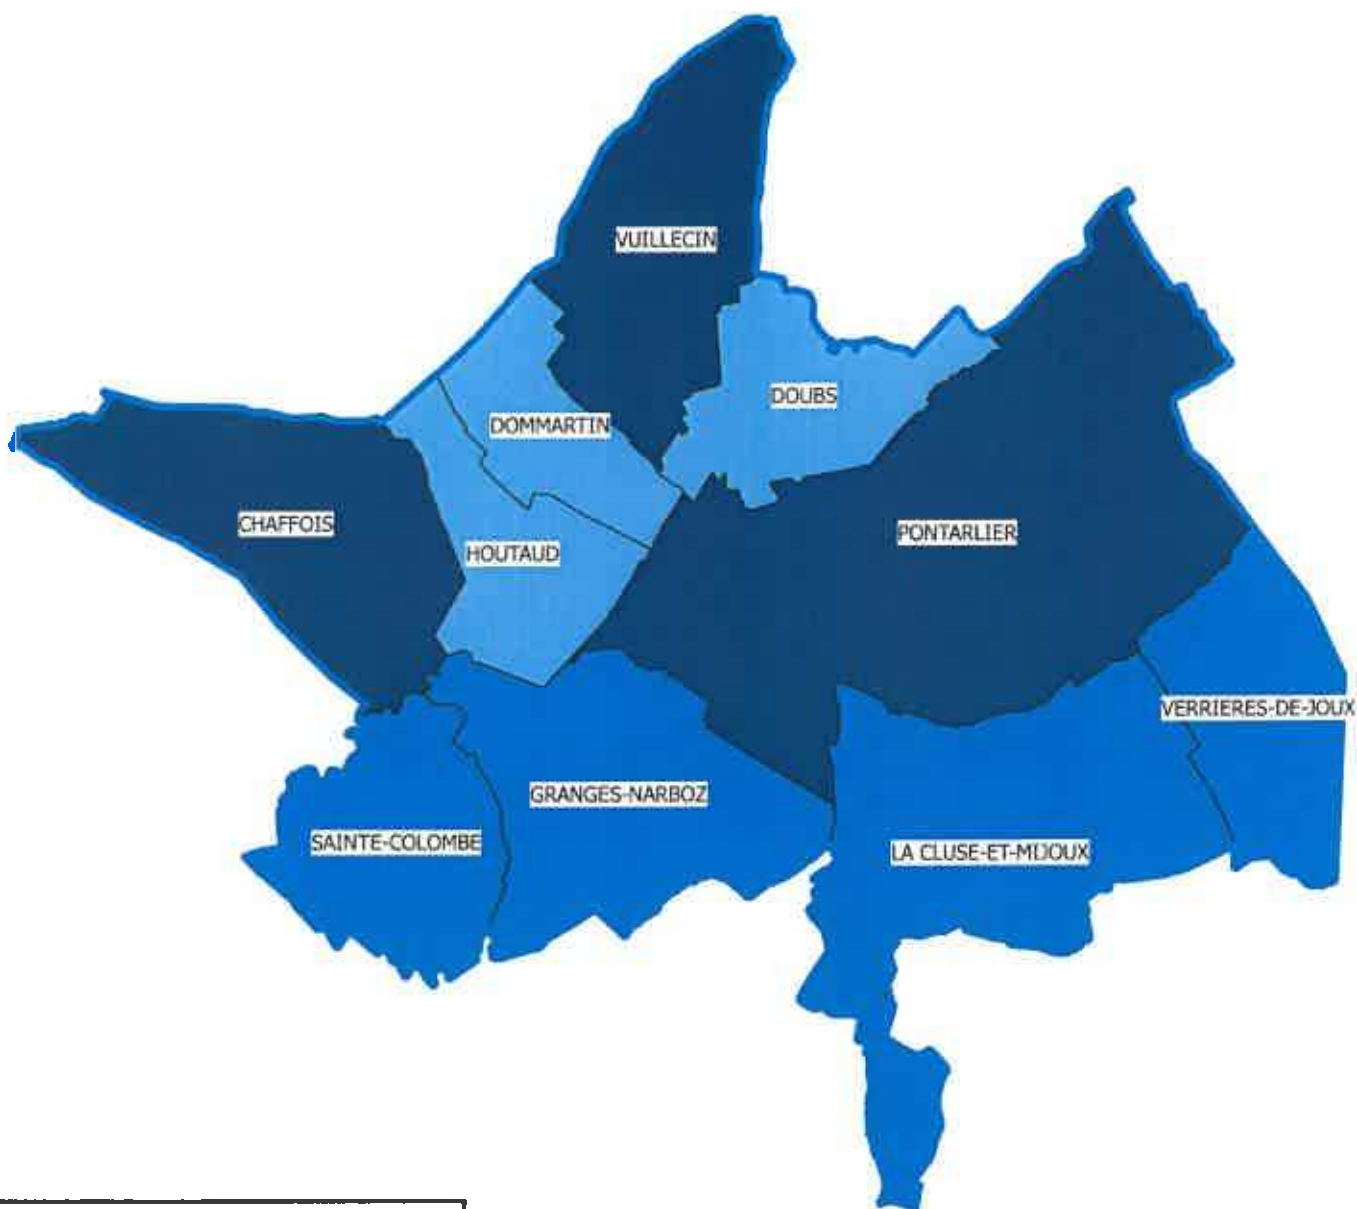 VUILLECIN
DOUBS
DOMMARTIN
CHAFFOIS
PONTARLIER
HOUTAUD
VERRIERES-DE-JOUX
GRANGES-NARBOZ
SAINTE-COLOMBE
LA CLUSE-ET-MIJOUX